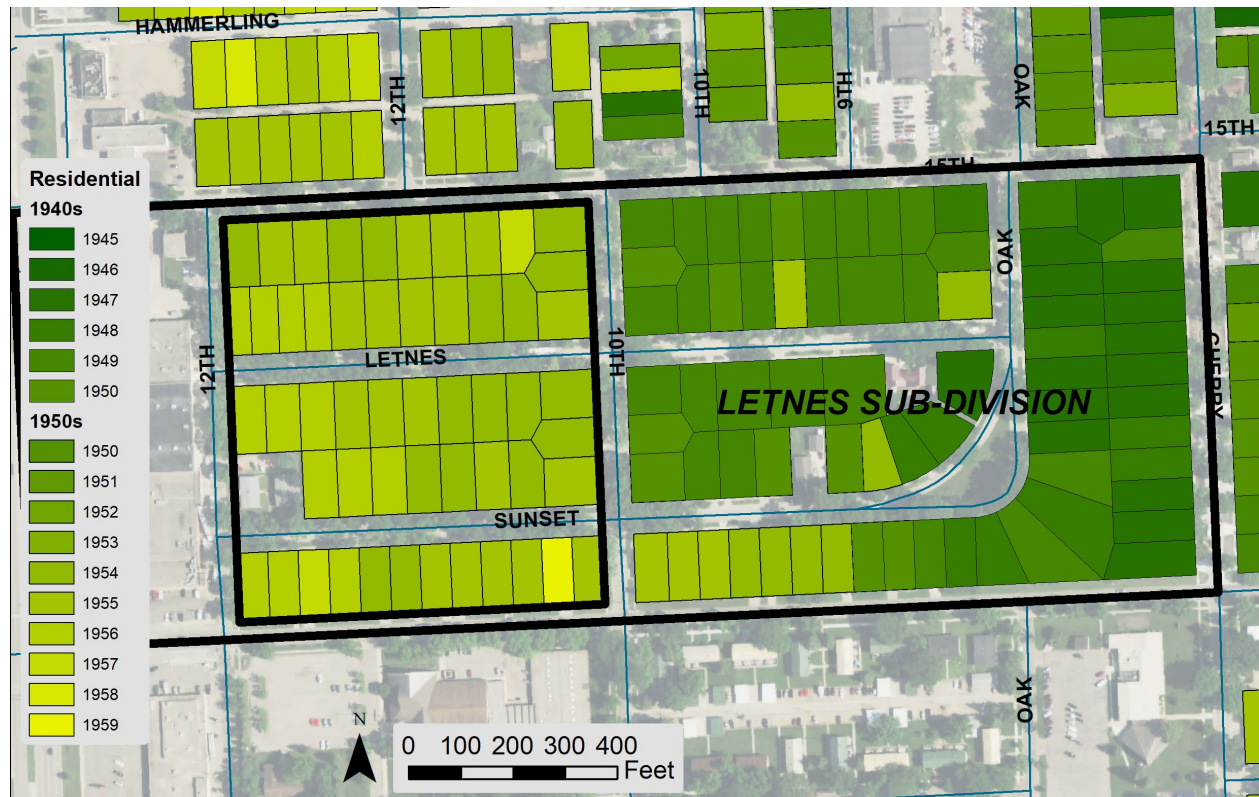 HAMMERLING
12TH
10TH
9TH
OAK
15TH
15TH
Residential
1940s
1945
1946
1947
1948
1949
1950
1950s
1950
1951
1952
1953
1954
1955
1956
1957
1958
1959
12TH
LETNES
10TH
OAK
CHERRY
LETNES SUB-DIVISION
SUNSET
OAK
N
0 100 200 300 400
Feet